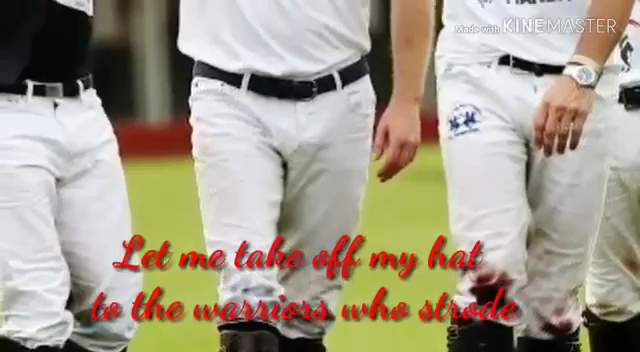 Made with KINEMASTER
Let me take off my hat
to the warriors who strode